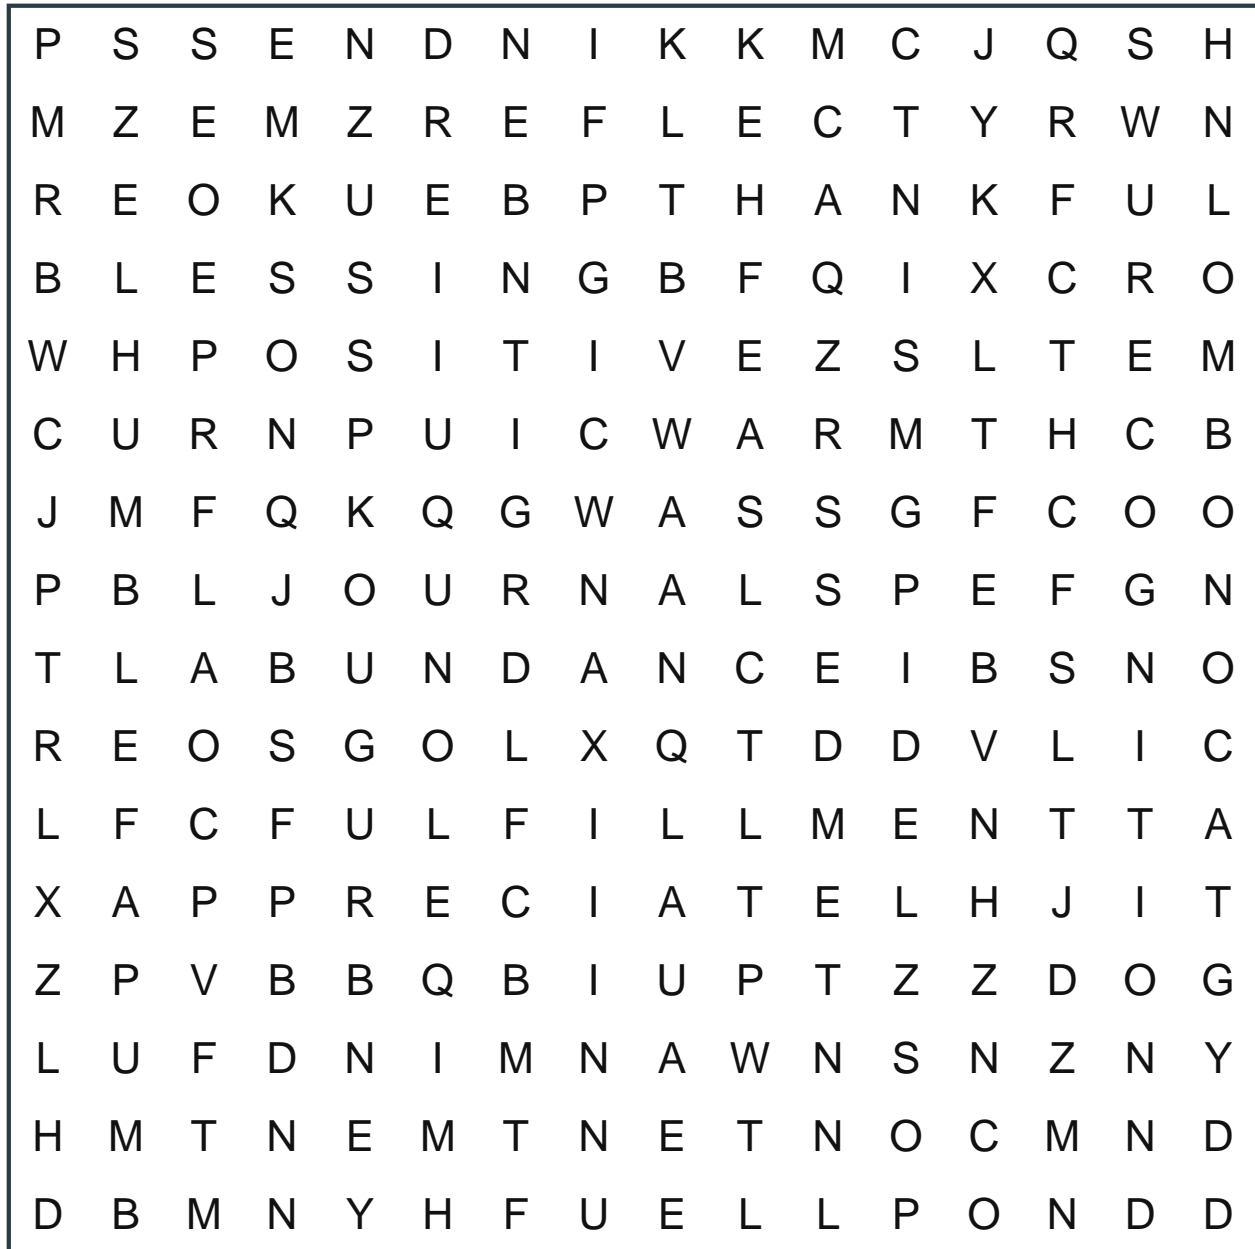 P S S E N D N I K K M C J Q S H
M Z E M Z R E F L E C T Y R W N
R E O K U E B P T H A N K F U L
B L E S S I N G B F Q I X C R O
W H P O S I T I V E Z S L T E M
C U R N P U I C W A R M T H C B
J M F Q K Q G W A S S G F C O O
P B L J O U R N A L S P E F G N
T L A B U N D A N C E I B S N O
R E O S G O L X Q T D D V L I C
L F C F U L F I L L M E N T T A
X A P P R E C I A T E L H J I T
Z P V B B Q B I U P T Z Z D O G
L U F D N I M N A W N S N Z N Y
H M T N E M T N E T N O C M N D
D B M N Y H F U E L L P O N D D